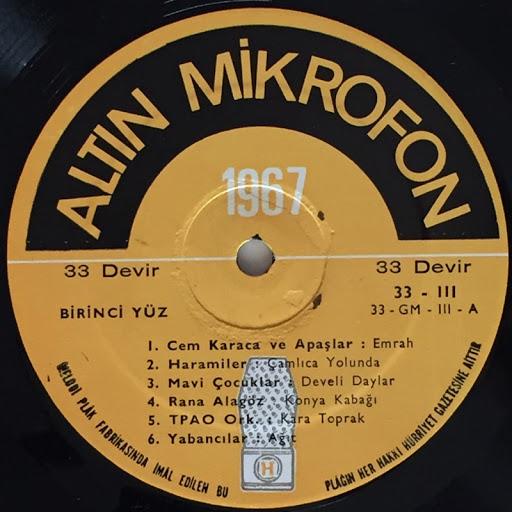 ALTIN MİKROFON
1967
33 Devir
33 Devir
BİRİNCİ YÜZ
33 - III
33 - GM - III - A
1. Cem Karaca ve Apaşlar : Emrah
2. Haramiler : Çamlıca Yolunda
3. Mavi Çocuklar : Develi Daylar
4. Rana Alagöz : Konya Kabağı
5. TPAO Ork. : Kara Toprak
6. Yabancılar : Ağıt
H
MELODİ PLÂK FABRİKASINDA İMAL EDİLEN BU
PLÂĞIN HER HAKKI HÜRRİYET GAZETESİNE AİTTİR